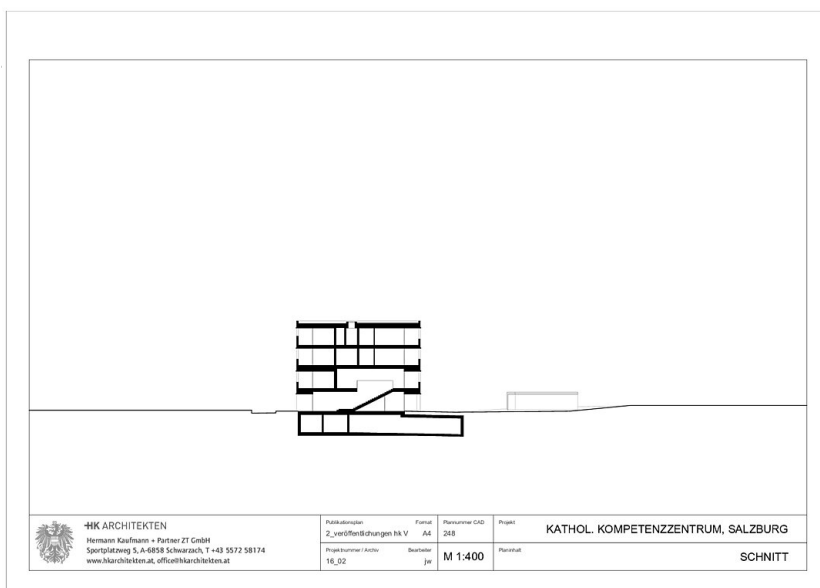 HK ARCHITEKTEN
Hermann Kaufmann + Partner ZT GmbH
Sportplatzweg 5, A-6858 Schwarzach, T +43 5572 58174
www.hkarchitekten.at, office@hkarchitekten.at
Publikationsplan Format
2_veröffentlichungen hk V A4
Projektnummer / Archiv Bearbeiter
16_02 jw
Plannummer CAD
248
M 1:400
Projekt
KATHOL. KOMPETENZZENTRUM, SALZBURG
Planinhalt
SCHNITT